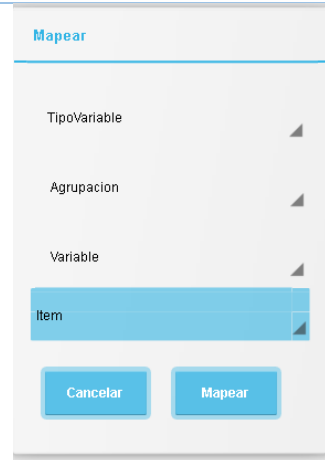 Mapear
TipoVariable
Agrupacion
Variable
Item
Cancelar Mapear